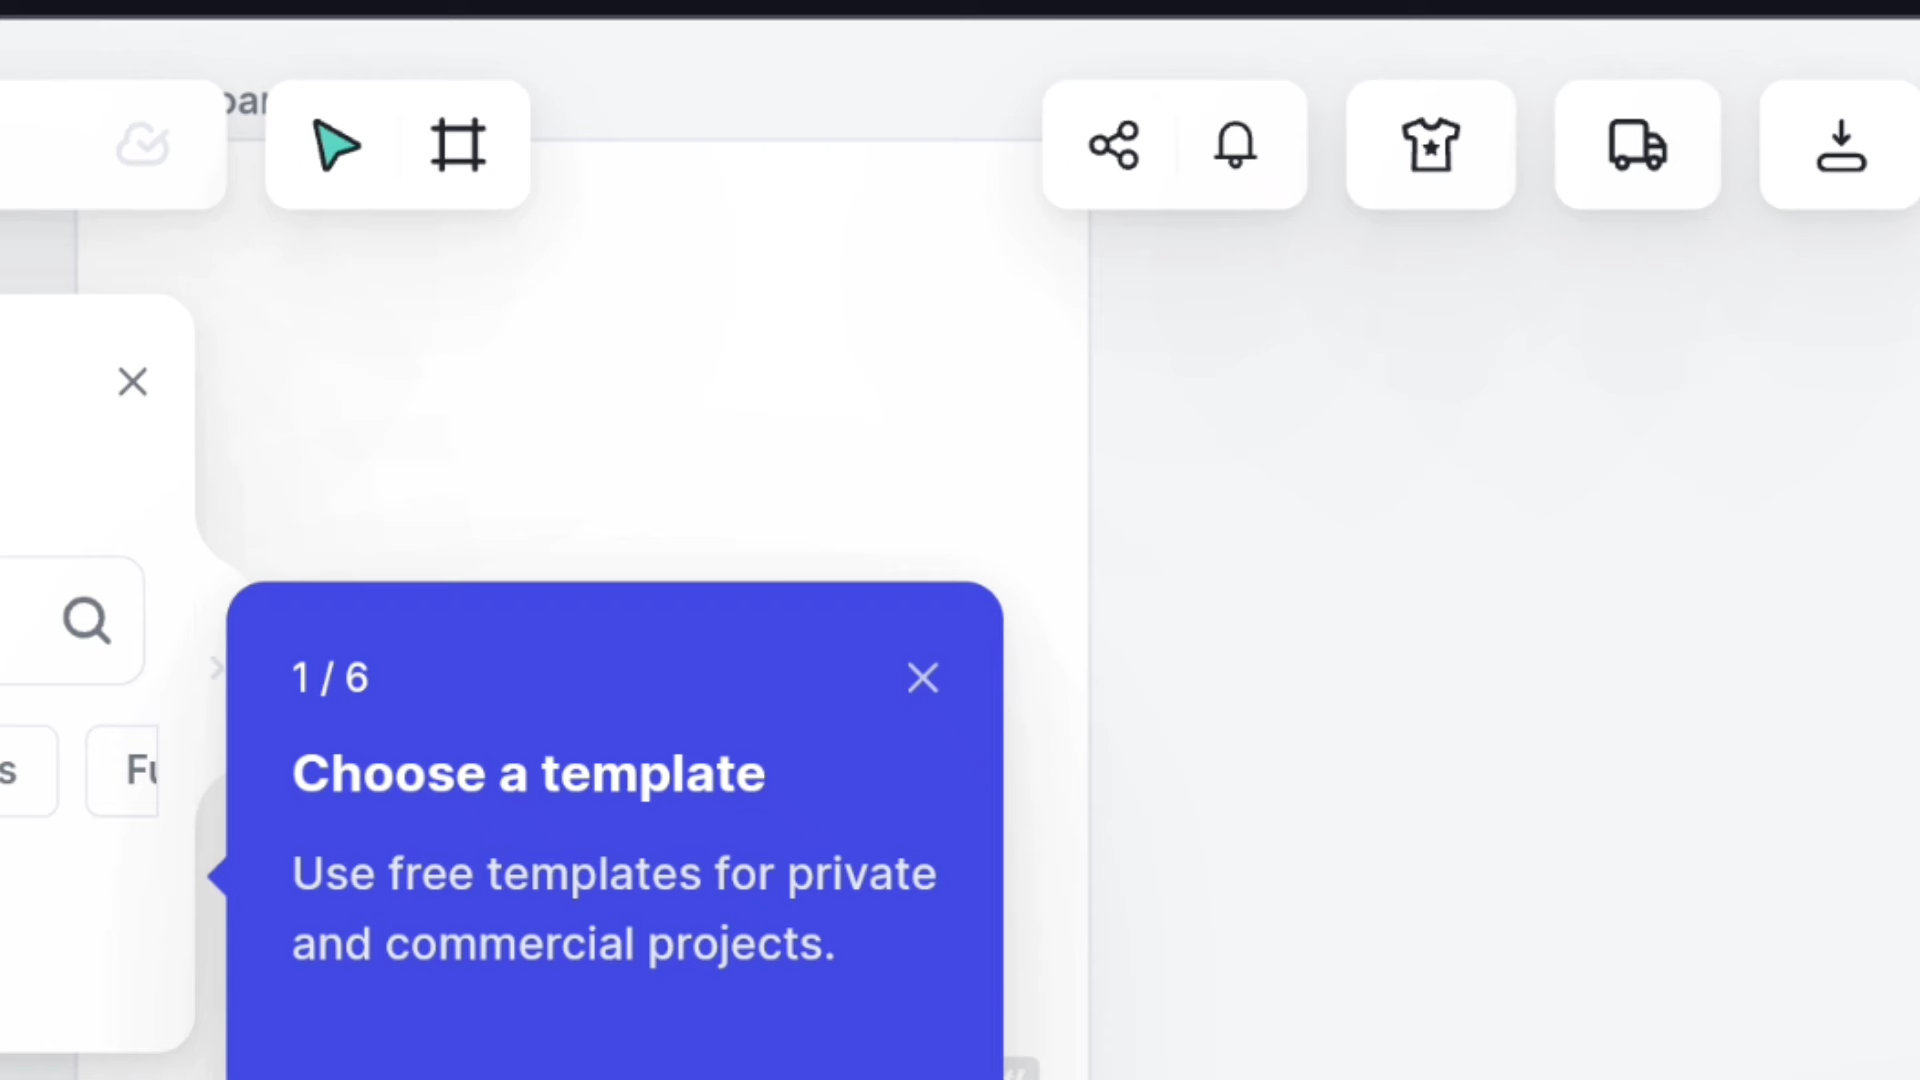 1 / 6
Choose a template
Use free templates for private
and commercial projects.